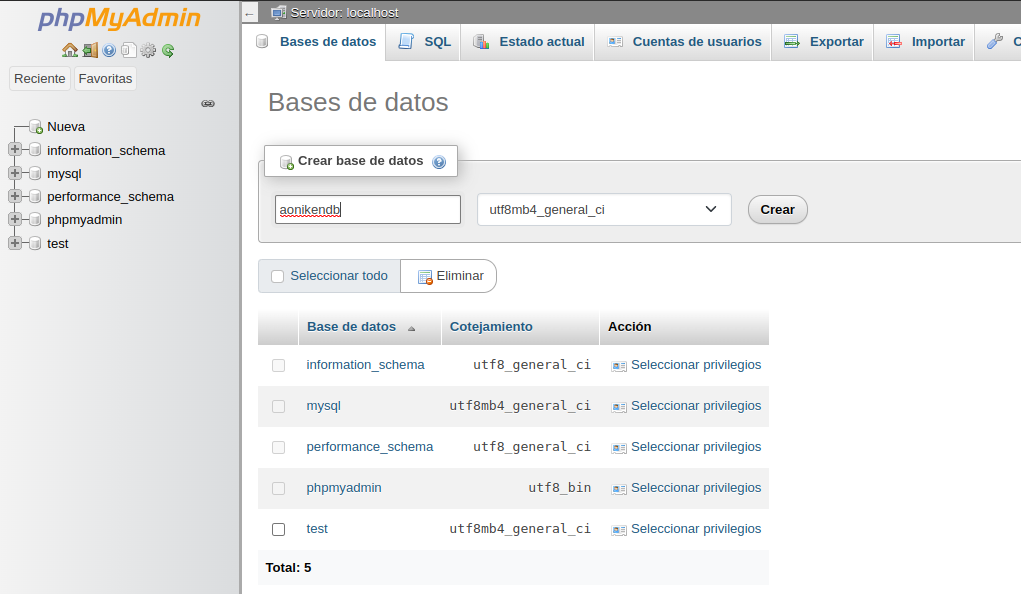 phpMyAdmin
Reciente Favoritas
Nueva
information_schema
mysql
performance_schema
phpmyadmin
test
← Servidor: localhost
Bases de datos SQL Estado actual Cuentas de usuarios Exportar Importar C
Bases de datos
Crear base de datos
aonikendb utf8mb4_general_ci Crear
Seleccionar todo Eliminar
Base de datos Cotejamiento Acción
information_schema utf8_general_ci Seleccionar privilegios
mysql utf8mb4_general_ci Seleccionar privilegios
performance_schema utf8_general_ci Seleccionar privilegios
phpmyadmin utf8_bin Seleccionar privilegios
test utf8mb4_general_ci Seleccionar privilegios
Total: 5